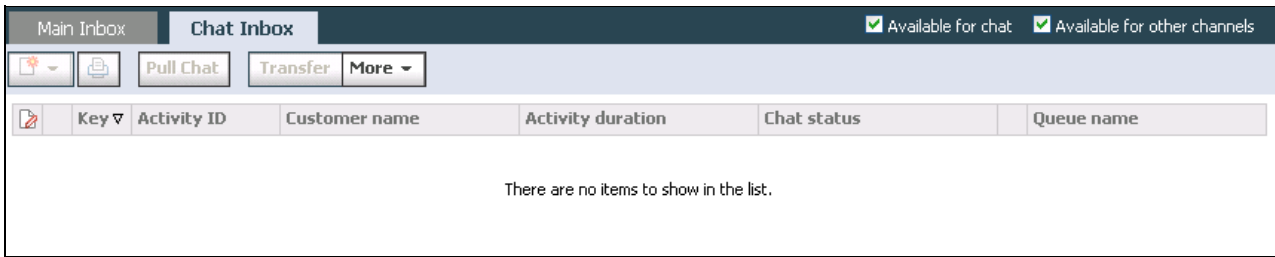 Main Inbox Chat Inbox Available for chat Available for other channels
Pull Chat Transfer More
Key Activity ID Customer name Activity duration Chat status Queue name
There are no items to show in the list.